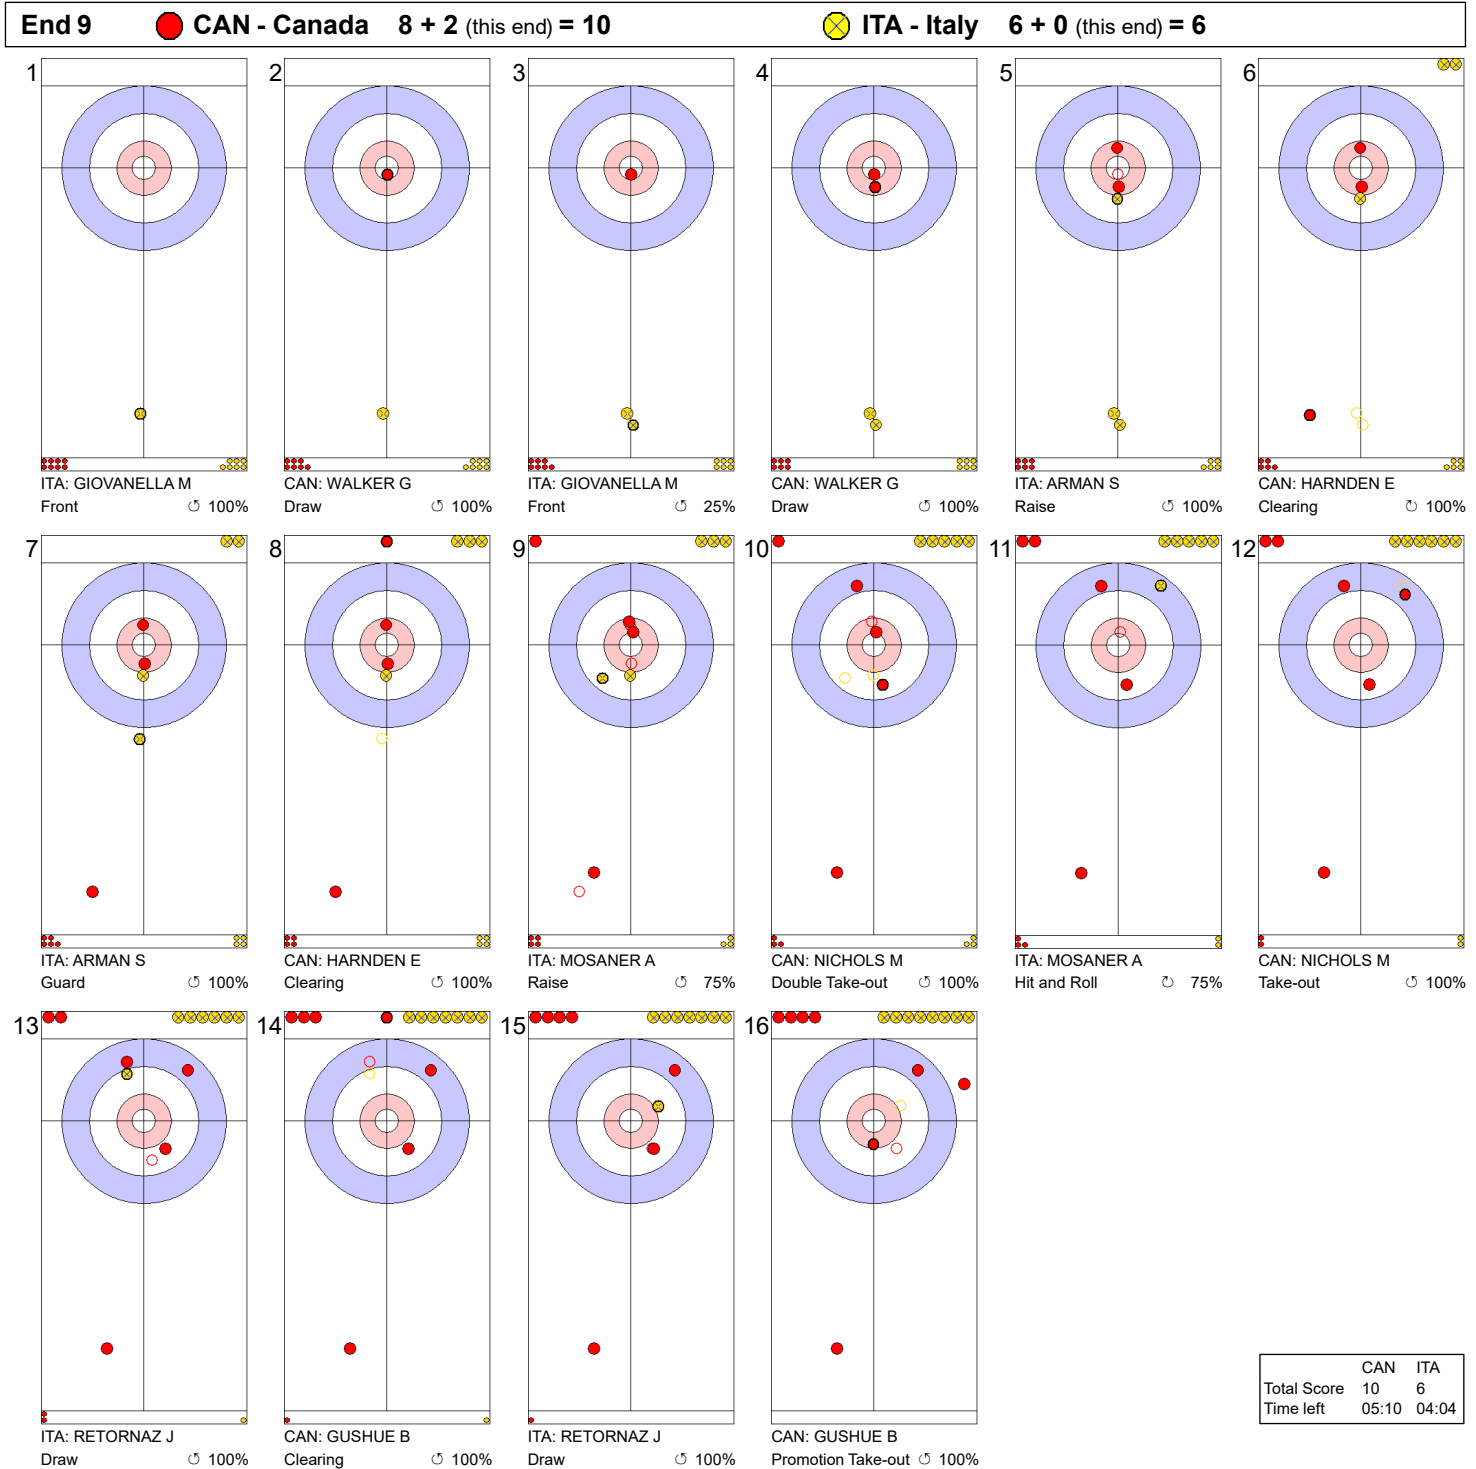 End 9 CAN - Canada 8 + 2 (this end) = 10 ITA - Italy 6 + 0 (this end) = 6
1 2 3 4 5 6
ITA: GIOVANELLA M CAN: WALKER G ITA: GIOVANELLA M CAN: WALKER G ITA: ARMAN S CAN: HARNDEN E
Front ↺ 100% Draw ↺ 100% Front ↺ 25% Draw ↺ 100% Raise ↺ 100% Clearing ↻ 100%
7 8 9 10 11 12
ITA: ARMAN S CAN: HARNDEN E ITA: MOSANER A CAN: NICHOLS M ITA: MOSANER A CAN: NICHOLS M
Guard ↺ 100% Clearing ↺ 100% Raise ↺ 75% Double Take-out ↺ 100% Hit and Roll ↻ 75% Take-out ↺ 100%
13 14 15 16
ITA: RETORNAZ J CAN: GUSHUE B ITA: RETORNAZ J CAN: GUSHUE B
Draw ↺ 100% Clearing ↺ 100% Draw ↺ 100% Promotion Take-out ↺ 100%
CAN ITA
Total Score 10 6
Time left 05:10 04:04